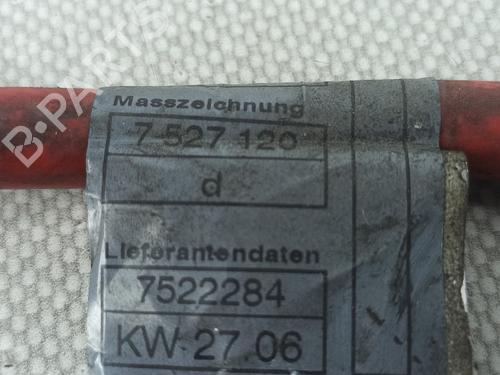 B-PARTS
Masszeichnung
7 527 120
d
Lieferantendaten
7522284
KW 27.06